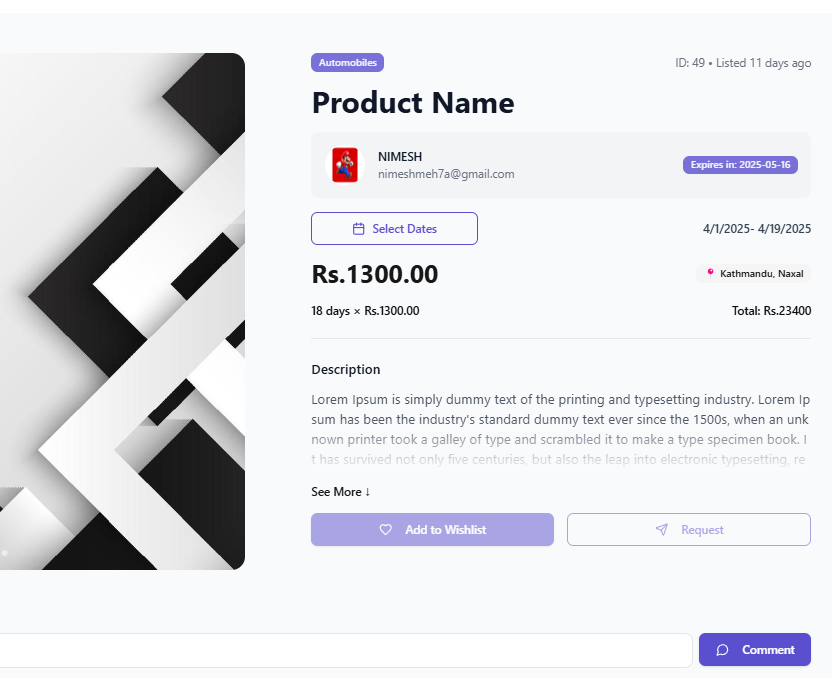 Automobiles
ID: 49 • Listed 11 days ago
Product Name
NIMESH
nimeshmeh7a@gmail.com
Expires in: 2025-05-16
Select Dates
4/1/2025- 4/19/2025
Rs.1300.00
Kathmandu, Naxal
18 days × Rs.1300.00
Total: Rs.23400
Description
Lorem Ipsum is simply dummy text of the printing and typesetting industry. Lorem Ip
sum has been the industry's standard dummy text ever since the 1500s, when an unk
nown printer took a galley of type and scrambled it to make a type specimen book. I
t has survived not only five centuries, but also the leap into electronic typesetting, re
See More ↓
Add to Wishlist
Request
Comment